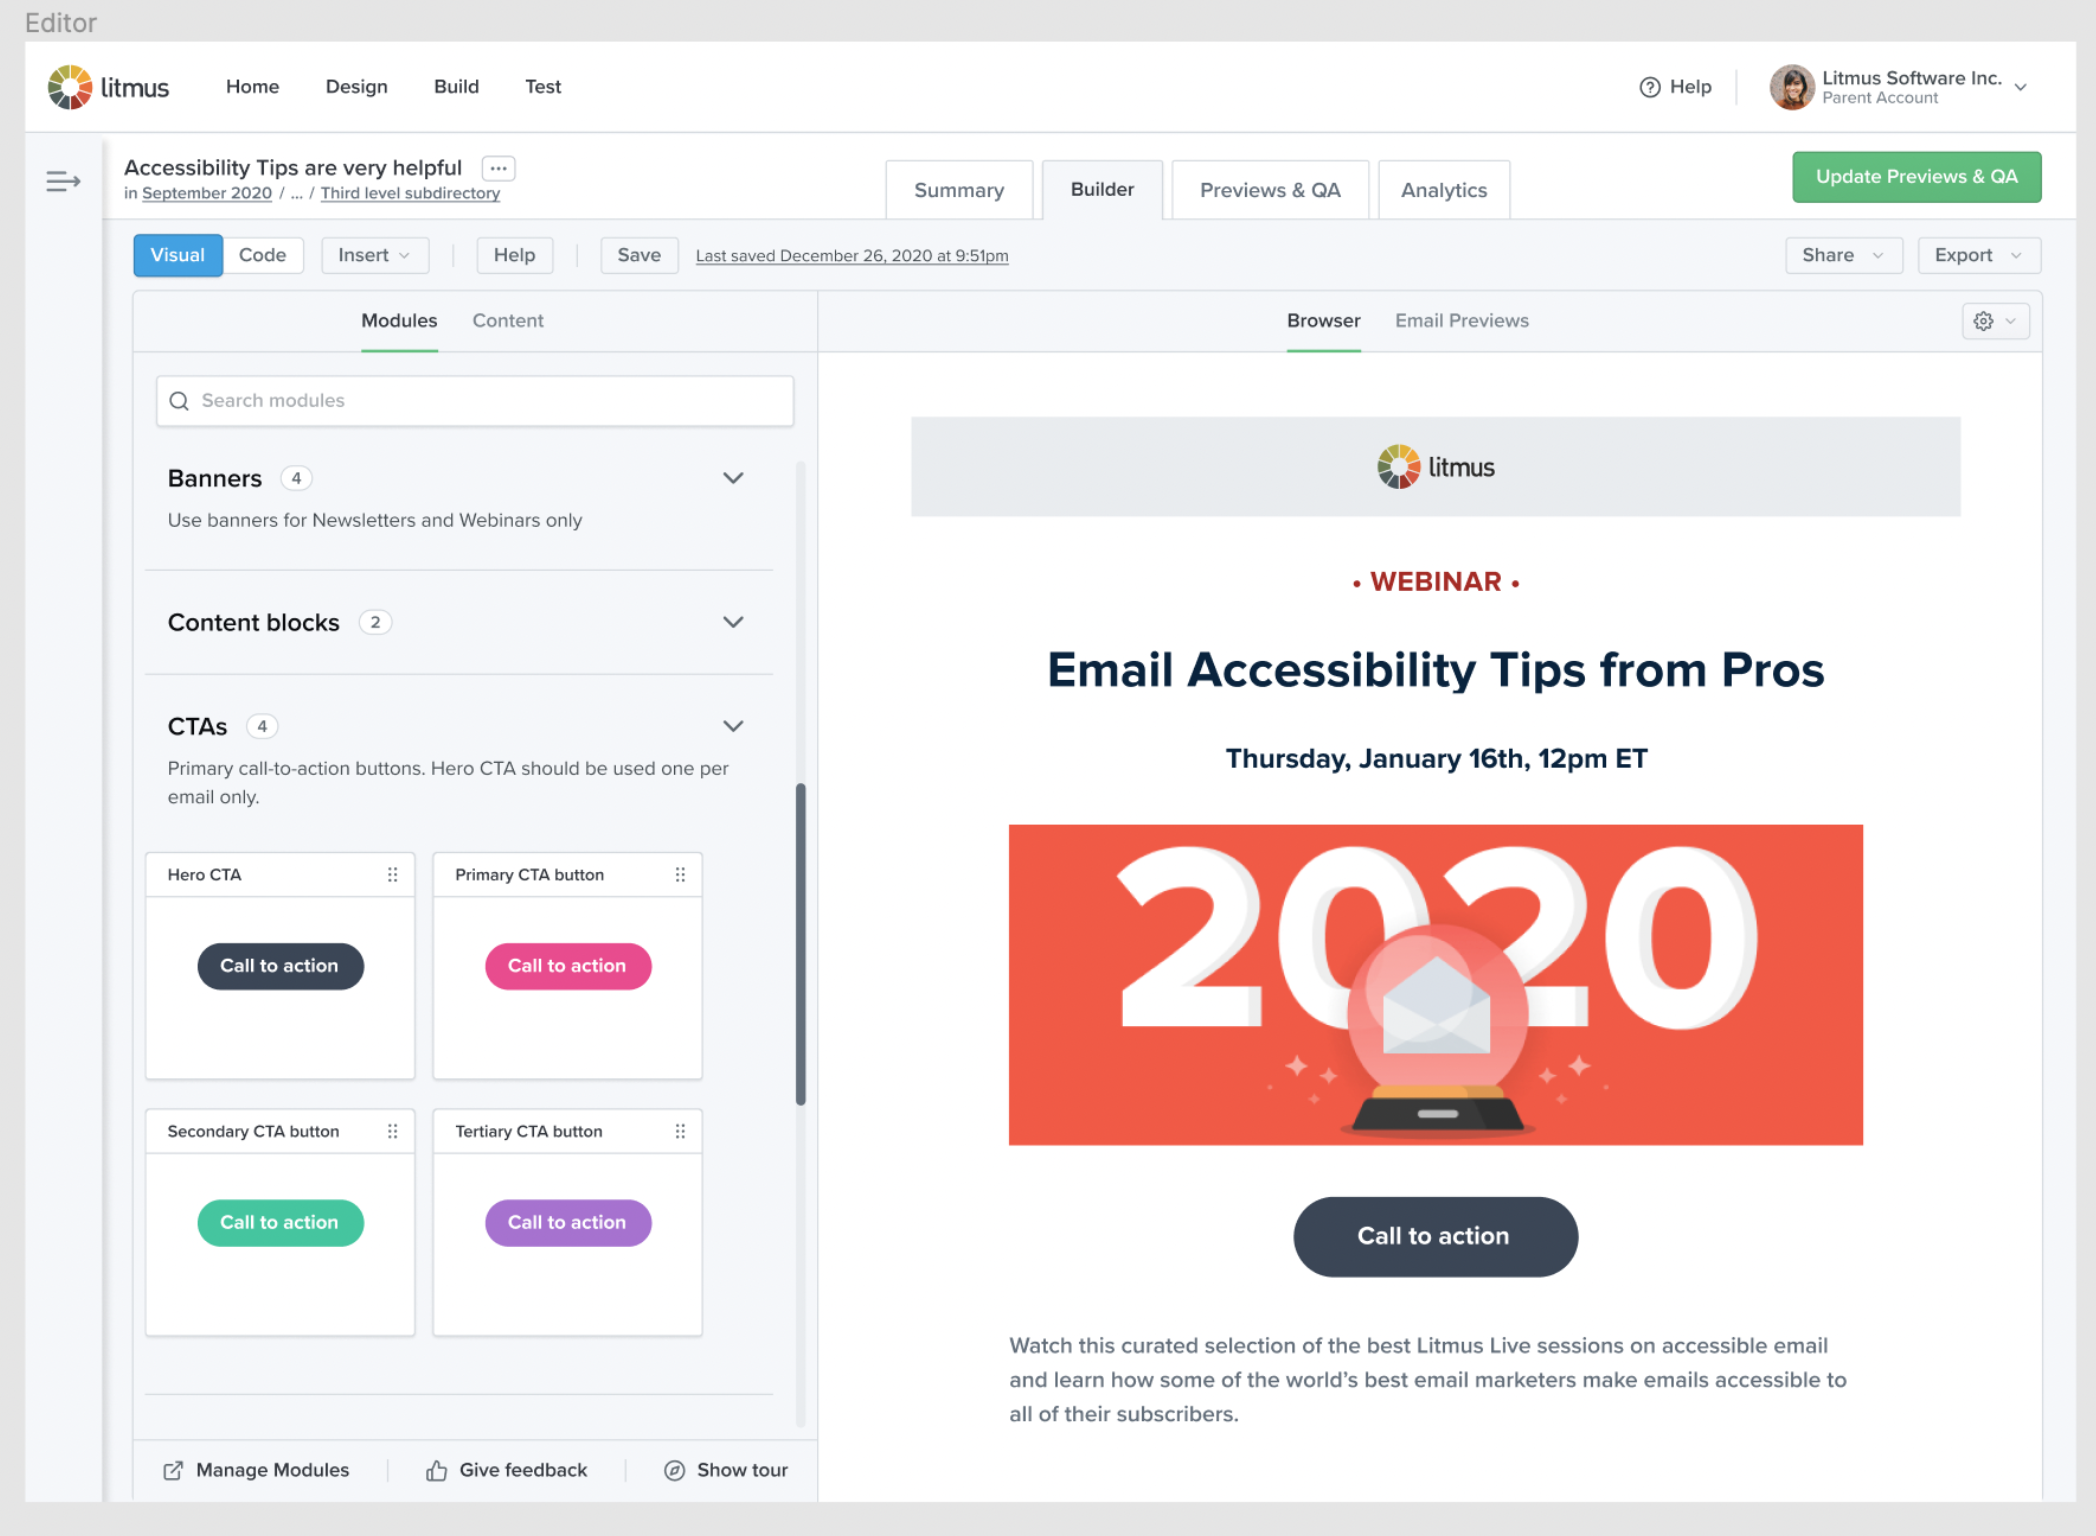 Editor
litmus
Home
Design
Build
Test
Help
Litmus Software Inc.
Parent Account
Accessibility Tips are very helpful
in September 2020 / ... / Third level subdirectory
Summary
Builder
Previews & QA
Analytics
Update Previews & QA
Visual
Code
Insert
Help
Save
Last saved December 26, 2020 at 9:51pm
Share
Export
Modules
Content
Browser
Email Previews
Search modules
Banners 4
Use banners for Newsletters and Webinars only
Content blocks 2
CTAs 4
Primary call-to-action buttons. Hero CTA should be used one per
email only.
Hero CTA
Call to action
Primary CTA button
Call to action
Secondary CTA button
Call to action
Tertiary CTA button
Call to action
Manage Modules
Give feedback
Show tour
litmus
• WEBINAR •
Email Accessibility Tips from Pros
Thursday, January 16th, 12pm ET
2020
Call to action
Watch this curated selection of the best Litmus Live sessions on accessible email
and learn how some of the world’s best email marketers make emails accessible to
all of their subscribers.